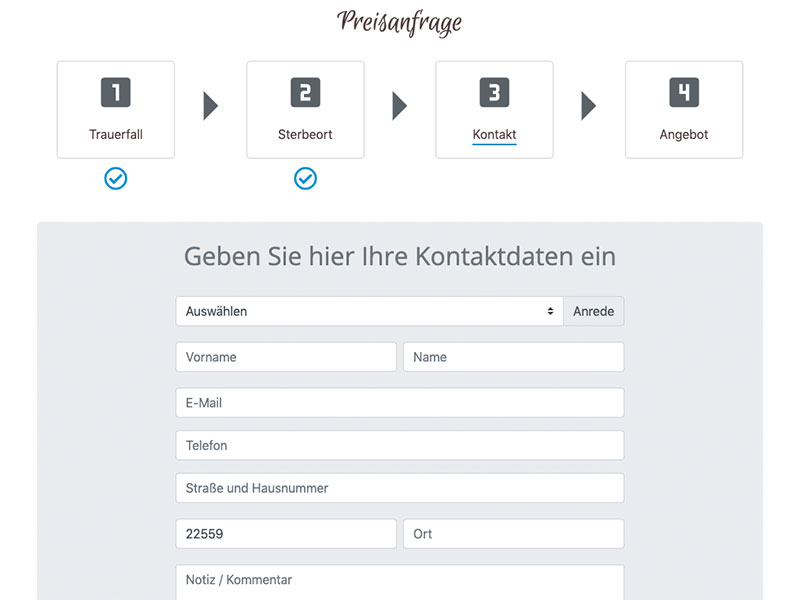 Preisanfrage
1
2
3
4
Trauerfall
Sterbeort
Kontakt
Angebot
Geben Sie hier Ihre Kontaktdaten ein
Auswählen Anrede
Vorname Name
E-Mail
Telefon
Straße und Hausnummer
22559 Ort
Notiz / Kommentar